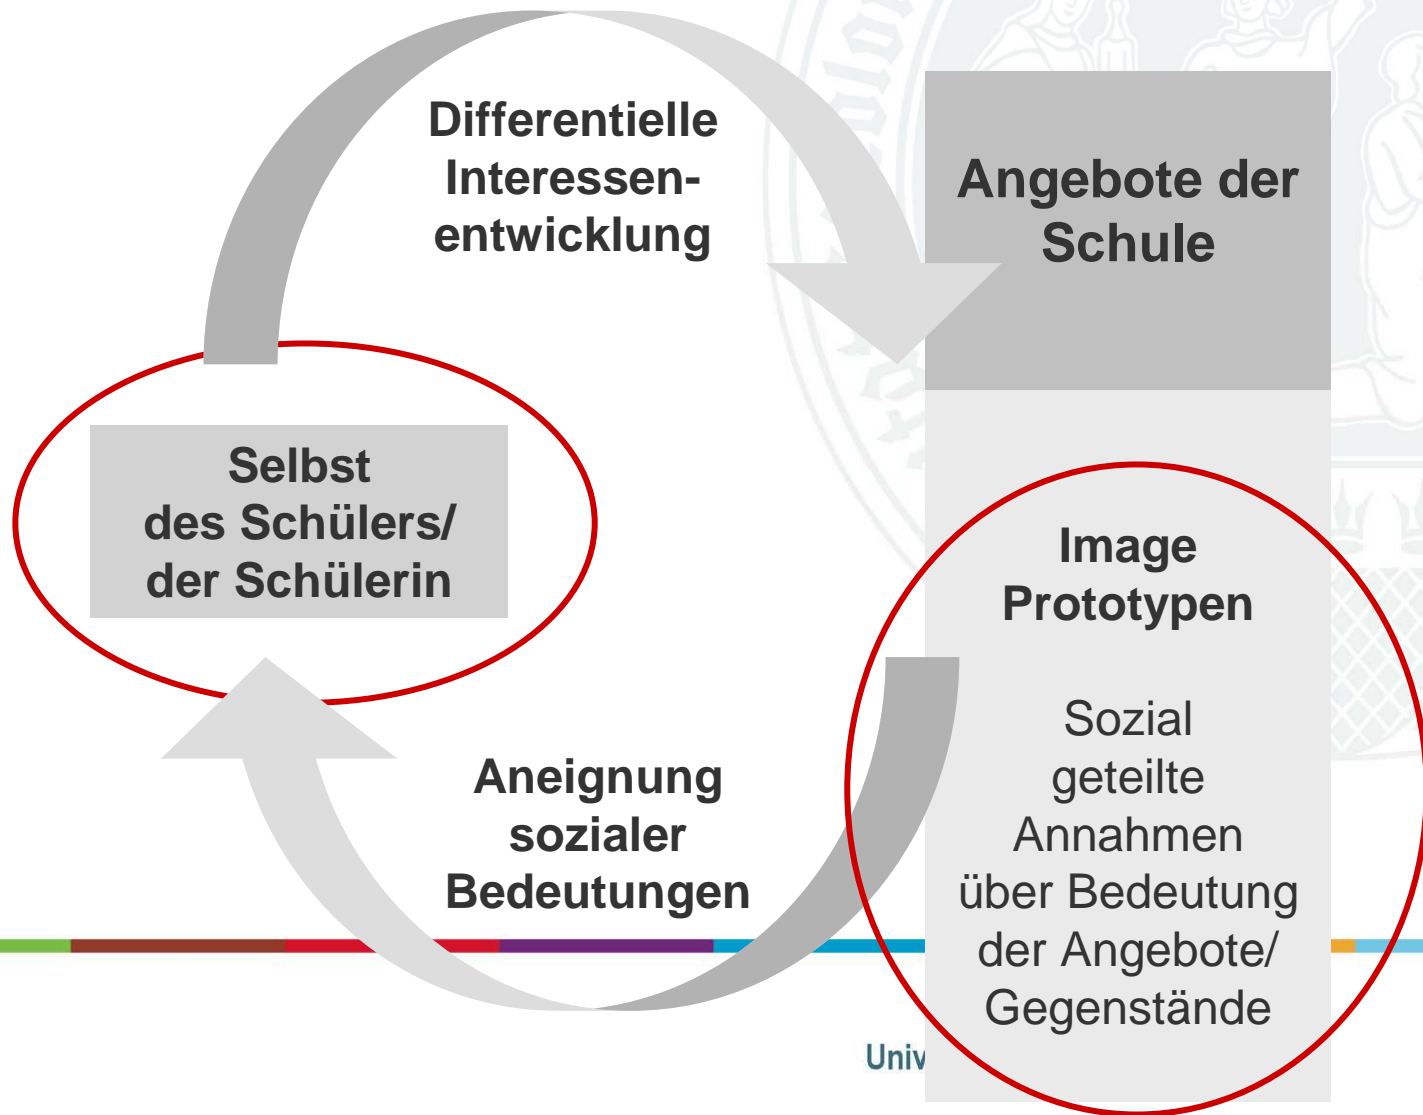 Differentielle
Interessen-
entwicklung
Angebote der
Schule
Selbst
des Schülers/
der Schülerin
Image
Prototypen
Sozial
geteilte
Annahmen
über Bedeutung
der Angebote/
Gegenstände
Aneignung
sozialer
Bedeutungen